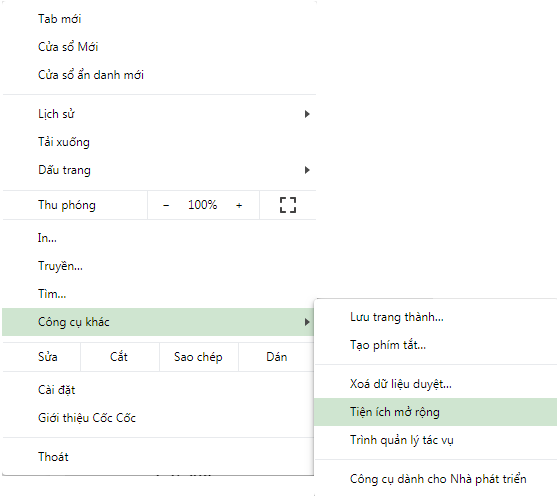 Tab mới
Cửa sổ Mới
Cửa sổ ẩn danh mới
Lịch sử
Tải xuống
Dấu trang
Thu phóng − 100% +
In...
Truyền...
Tìm...
Công cụ khác
Sửa Cắt Sao chép Dán
Cài đặt
Giới thiệu Cốc Cốc
Thoát
Lưu trang thành...
Tạo phím tắt...
Xoá dữ liệu duyệt...
Tiện ích mở rộng
Trình quản lý tác vụ
Công cụ dành cho Nhà phát triển